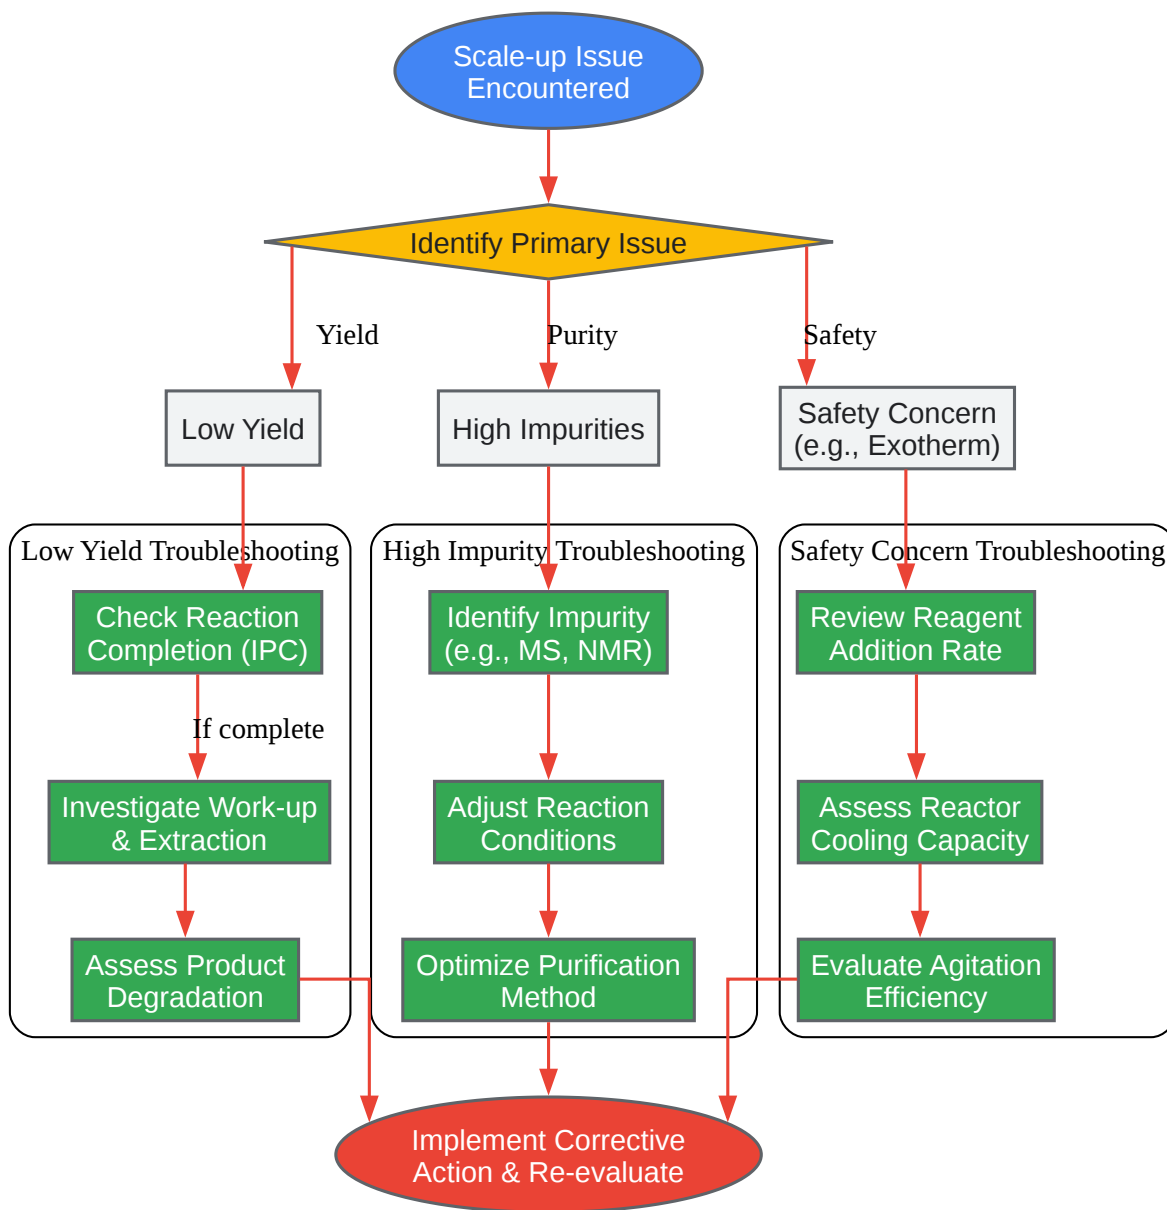 Scale-up Issue
Encountered
Identify Primary Issue
Yield
Purity
Safety
Low Yield
High Impurities
Safety Concern
(e.g., Exotherm)
Low Yield Troubleshooting
High Impurity Troubleshooting
Safety Concern Troubleshooting
Check Reaction
Completion (IPC)
Identify Impurity
(e.g., MS, NMR)
Review Reagent
Addition Rate
If complete
Investigate Work-up
& Extraction
Adjust Reaction
Conditions
Assess Reactor
Cooling Capacity
Assess Product
Degradation
Optimize Purification
Method
Evaluate Agitation
Efficiency
Implement Corrective
Action & Re-evaluate